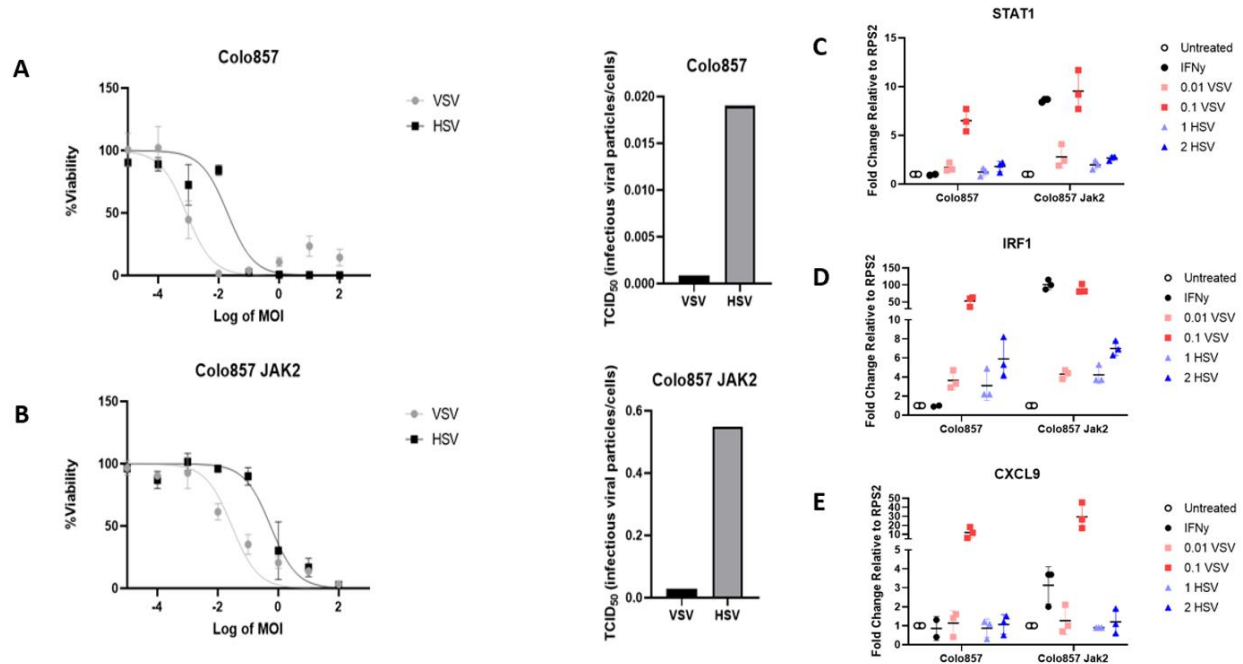 A
Colo857
%Viability
150
100
50
0
-4
-2
0
2
Log of MOI
VSV
HSV
Colo857
TCID50 (infectious viral particles/cells)
0.020
0.015
0.010
0.005
0.000
VSV
HSV
B
Colo857 JAK2
%Viability
150
100
50
0
-4
-2
0
2
Log of MOI
VSV
HSV
Colo857 JAK2
TCID50 (infectious viral particles/cells)
0.6
0.4
0.2
0.0
VSV
HSV
C
STAT1
Fold Change Relative to RPS2
15
10
5
0
Colo857
Colo857 Jak2
Untreated
IFNy
0.01 VSV
0.1 VSV
1 HSV
2 HSV
D
IRF1
Fold Change Relative to RPS2
150
100
50
8
6
4
2
0
Colo857
Colo857 Jak2
Untreated
IFNy
0.01 VSV
0.1 VSV
1 HSV
2 HSV
E
CXCL9
Fold Change Relative to RPS2
50
40
30
20
10
5
4
3
2
1
0
Colo857
Colo857 Jak2
Untreated
IFNy
0.01 VSV
0.1 VSV
1 HSV
2 HSV